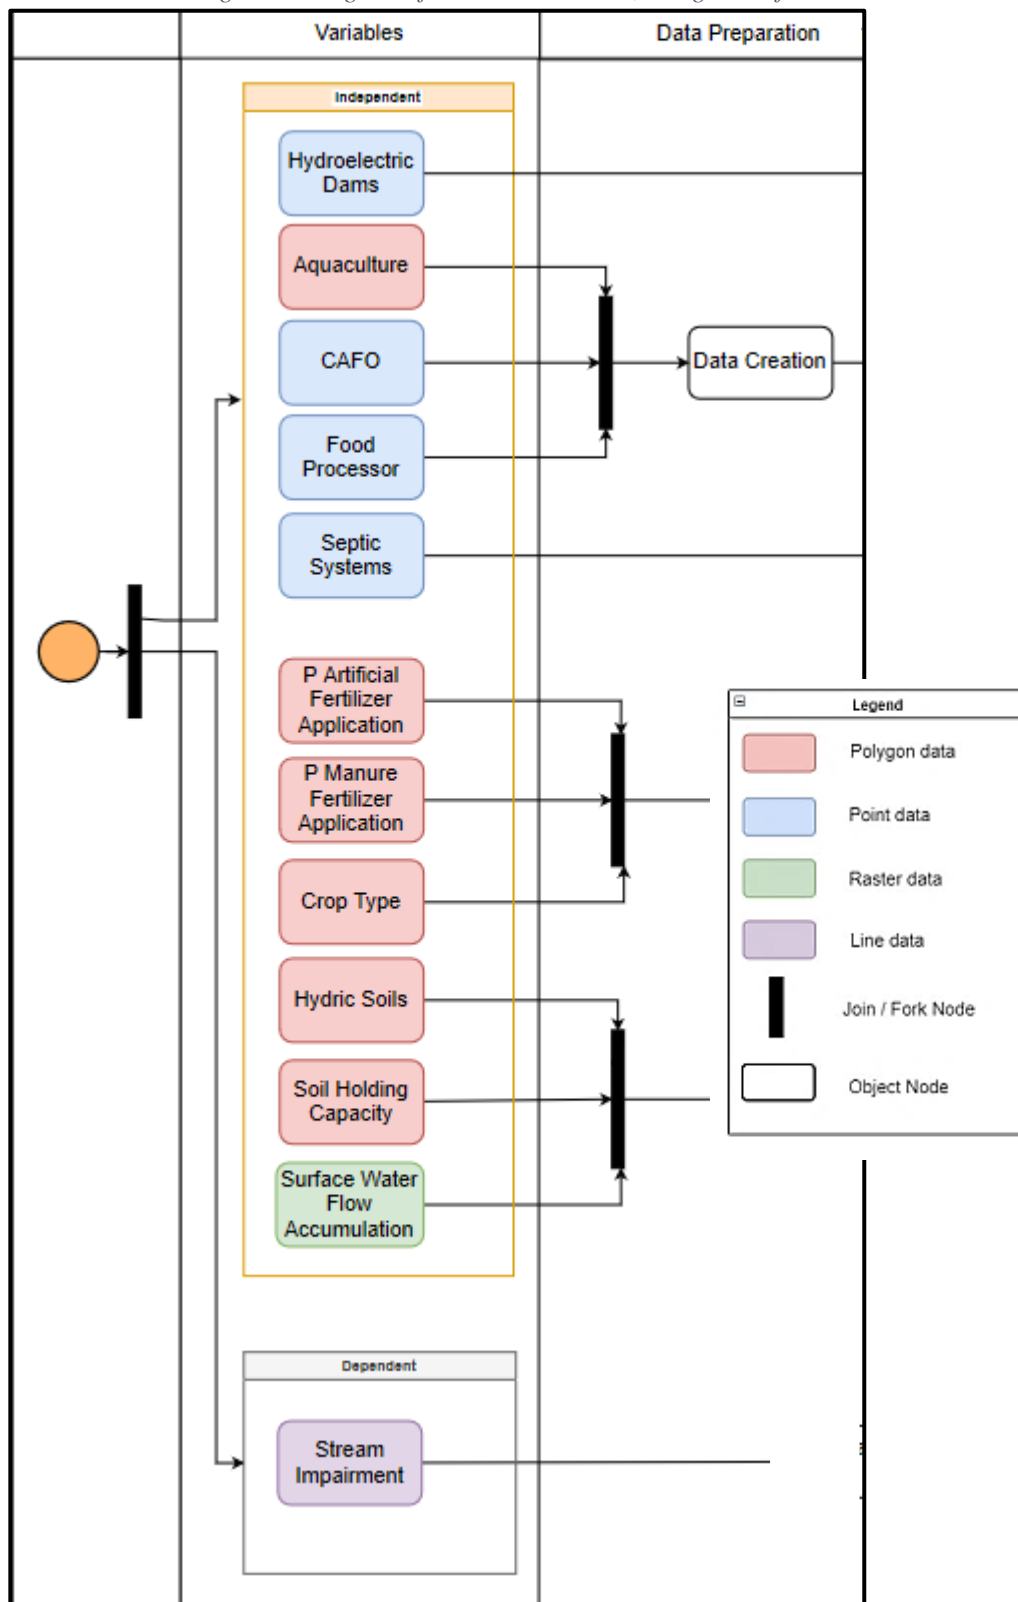 Variables
Data Preparation
Independent
Hydroelectric
Dams
Aquaculture
CAFO
Data Creation
Food
Processor
Septic
Systems
P Artificial
Fertilizer
Application
P Manure
Fertilizer
Application
Crop Type
Hydric Soils
Soil Holding
Capacity
Surface Water
Flow
Accumulation
Dependent
Stream
Impairment
Legend
Polygon data
Point data
Raster data
Line data
Join / Fork Node
Object Node